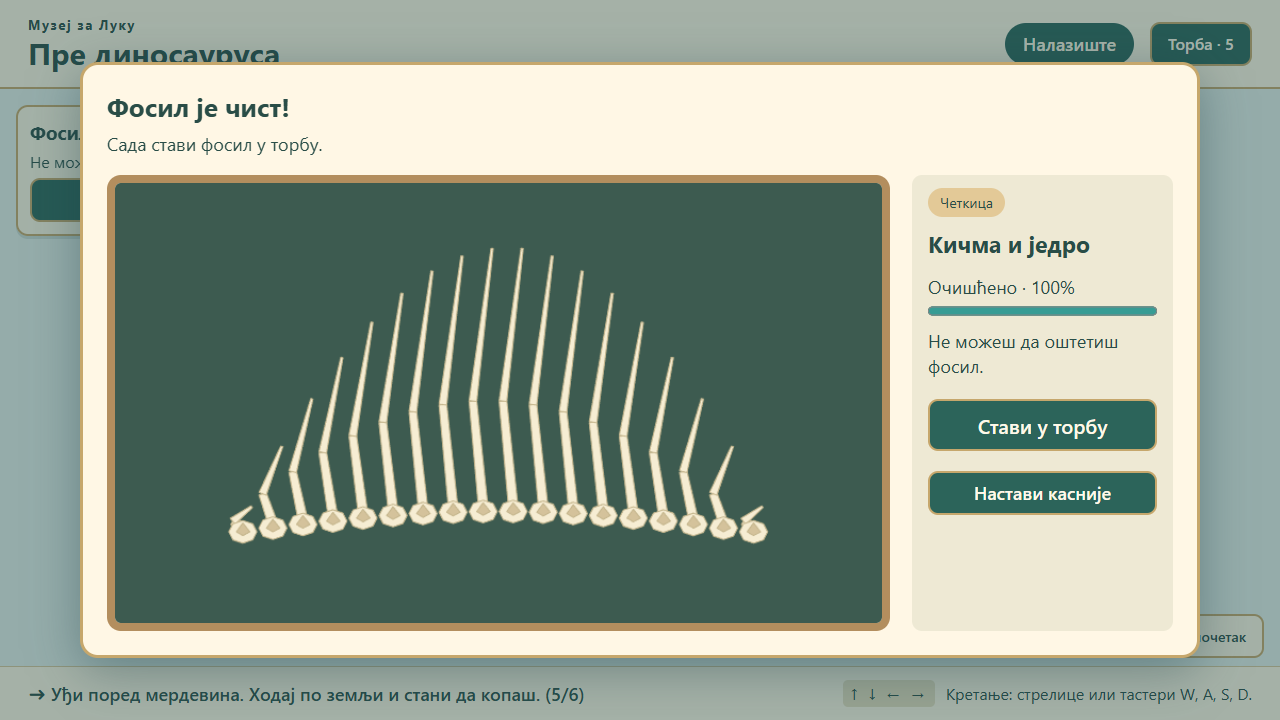 Музеј за Луку
Пре диносауруса
Налазиште
Торба · 5
Не мож
Фосил је чист!
Сада стави фосил у торбу.
Четкица
Кичма и једро
Очишћено · 100%
Не можеш да оштетиш
фосил.
Стави у торбу
Настави касније
→ Уђи поред мердевина. Ходај по земљи и стани да копаш. (5/6)
↑ ↓ ← → Кретање: стрелице или тастери W, A, S, D.